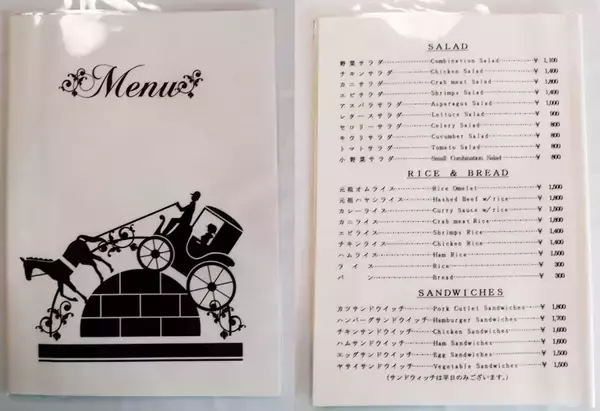 Menu
SALAD
野菜サラダ Combination Salad ¥ 1,100
チキンサラダ Chicken Salad ¥ 1,400
カニサラダ Crab meat Salad ¥ 1,800
エビサラダ Shrimps Salad ¥ 1,400
アスパラサラダ Asparagus Salad ¥ 1,000
レタースサラダ Lettuce Salad ¥ 900
セロリーサラダ Celery Salad ¥ 800
キウリサラダ Cucumber Salad ¥ 800
トマトサラダ Tomato Salad ¥ 800
小野菜サラダ Small Combination Salad ¥ 800
RICE & BREAD
元祖オムライス Rice Omelet ¥ 1,500
元祖ハヤシライス Hashed Beef w/rice ¥ 1,800
カレーライス Curry Sauce w/rice ¥ 1,500
カニライス Crab meat Rice ¥ 1,800
エビライス Shrimps Rice ¥ 1,400
チキンライス Chicken Rice ¥ 1,400
ハムライス Ham Rice ¥ 1,500
ライス Rice ¥ 300
パン Bread ¥ 300
SANDWICHES
カツサンドウイッチ Pork Cutlet Sandwiches ¥ 1,800
ハンバーグサンドウイッチ Hamburger Sandwiches ¥ 1,700
チキンサンドウイッチ Chicken Sandwiches ¥ 1,600
ハムサンドウイッチ Ham Sandwiches ¥ 1,600
エッグサンドウイッチ Egg Sandwiches ¥ 1,500
ヤサイサンドウイッチ Vegetable Sandwiches ¥ 1,500
(サンドウィッチは平日のみございます。)